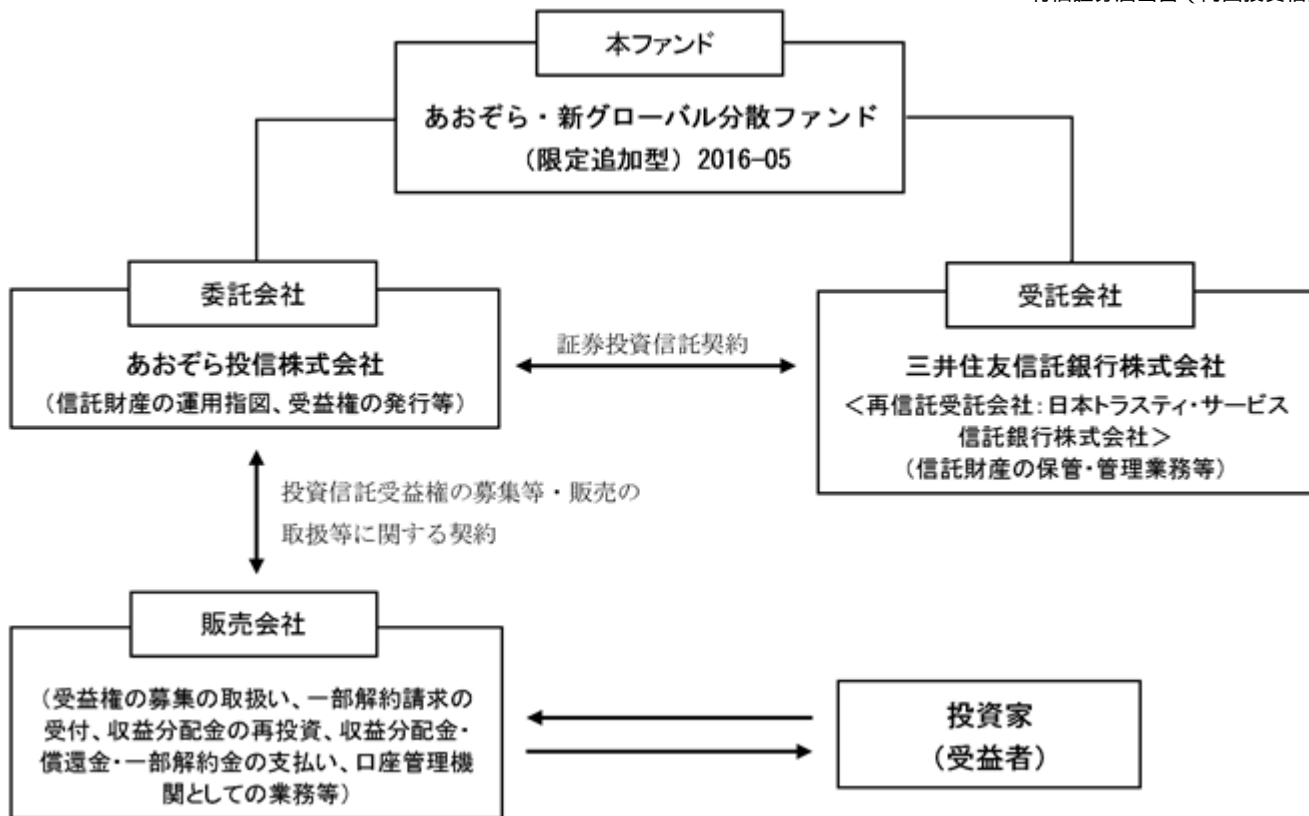 本ファンド
あおぞら・新グローバル分散ファンド
(限定追加型) 2016-05
委託会社
あおぞら投信株式会社
(信託財産の運用指図、受益権の発行等)
証券投資信託契約
受託会社
三井住友信託銀行株式会社
<再信託受託会社:日本トラスティ・サービス
信託銀行株式会社>
(信託財産の保管・管理業務等)
投資信託受益権の募集等・販売の
取扱等に関する契約
販売会社
(受益権の募集の取扱い、一部解約請求の
受付、収益分配金の再投資、収益分配金・
償還金・一部解約金の支払い、口座管理機
関としての業務等)
投資家
(受益者)